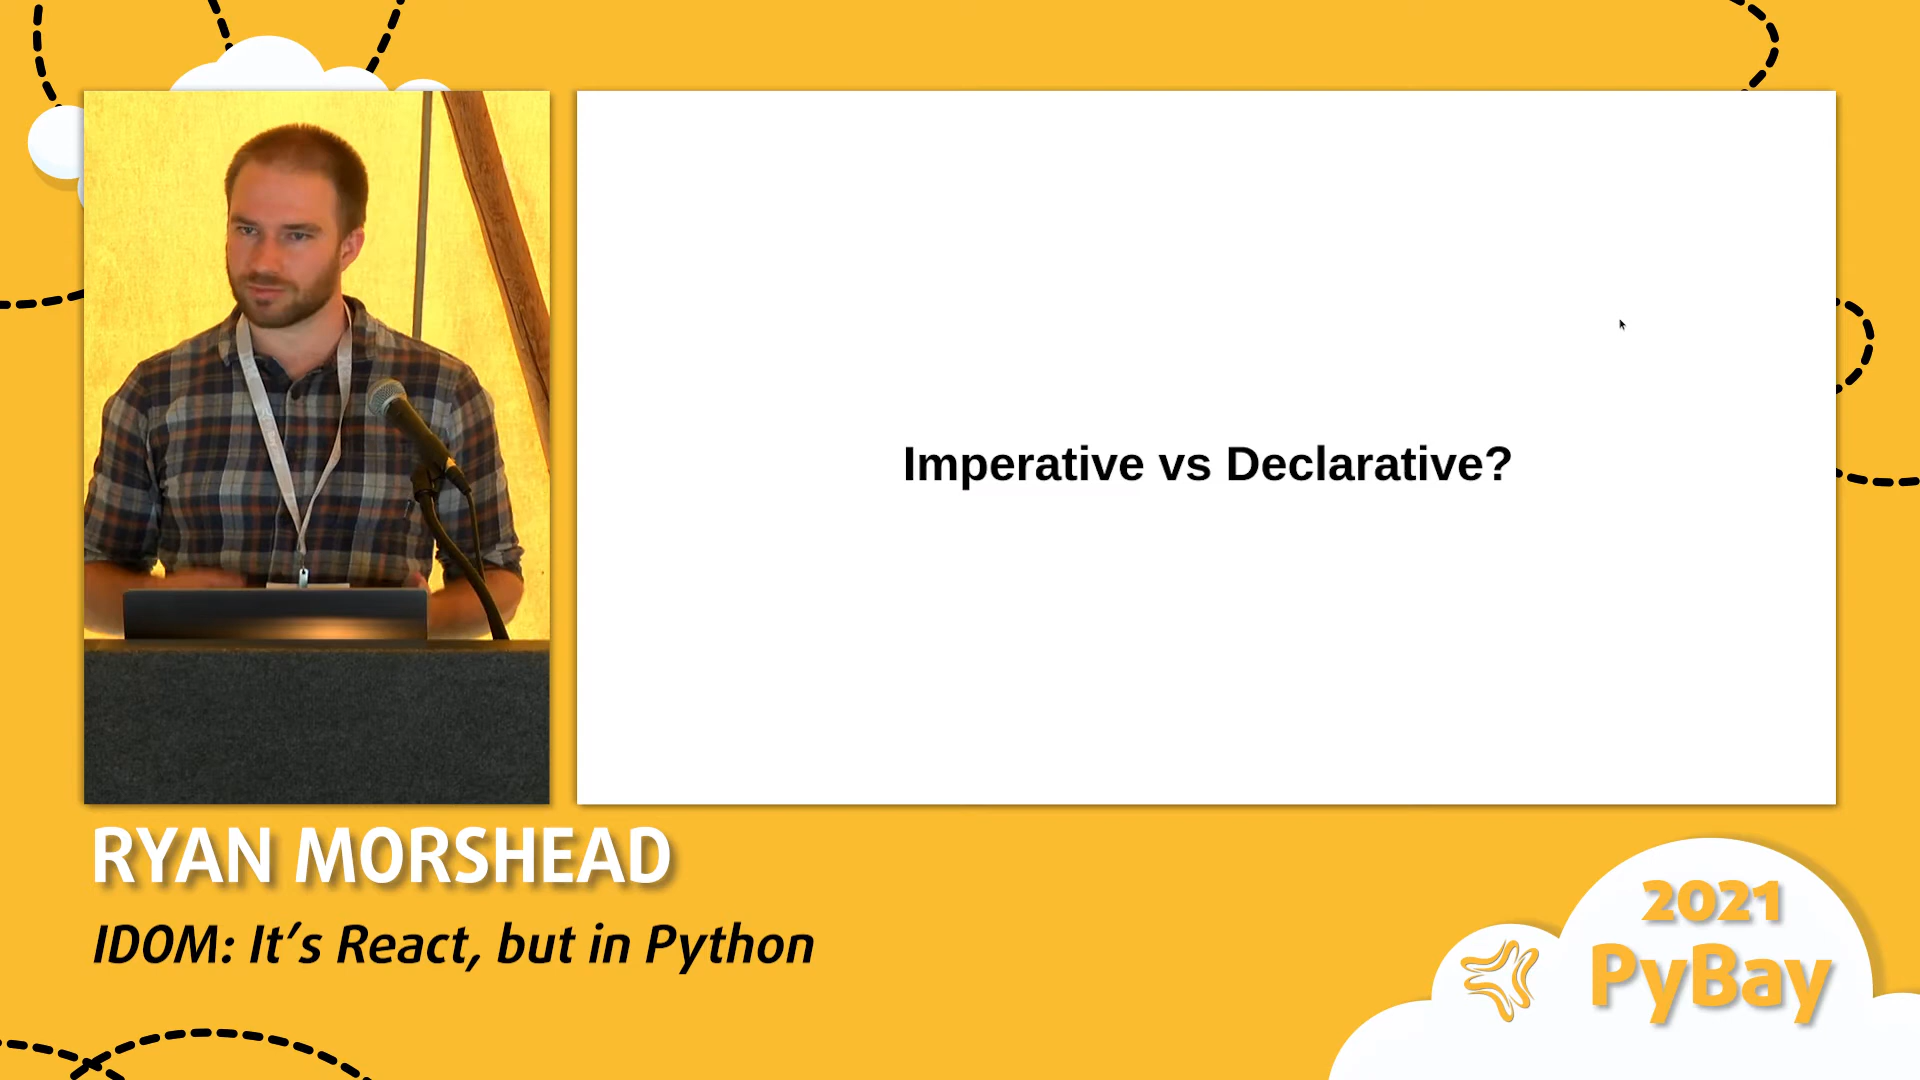 Imperative vs Declarative?
RYAN MORSHEAD
IDOM: It’s React, but in Python
2021
PyBay